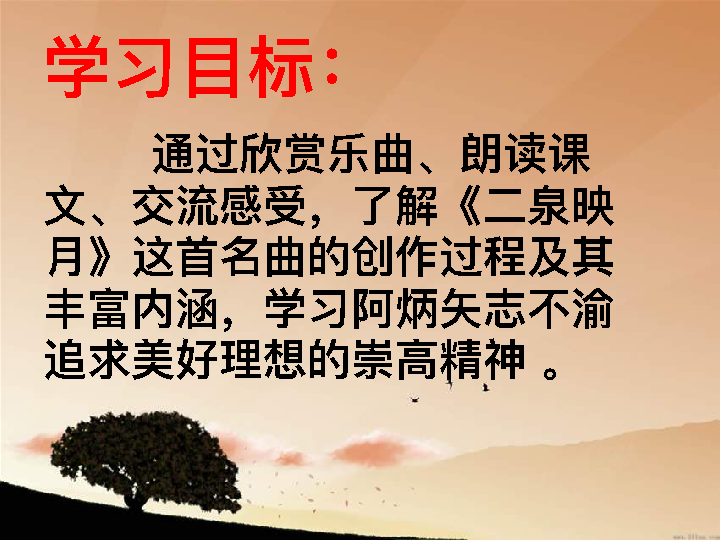 学习目标：
通过欣赏乐曲、朗读课
文、交流感受，了解《二泉映
月》这首名曲的创作过程及其
丰富内涵，学习阿炳矢志不渝
追求美好理想的崇高精神 。